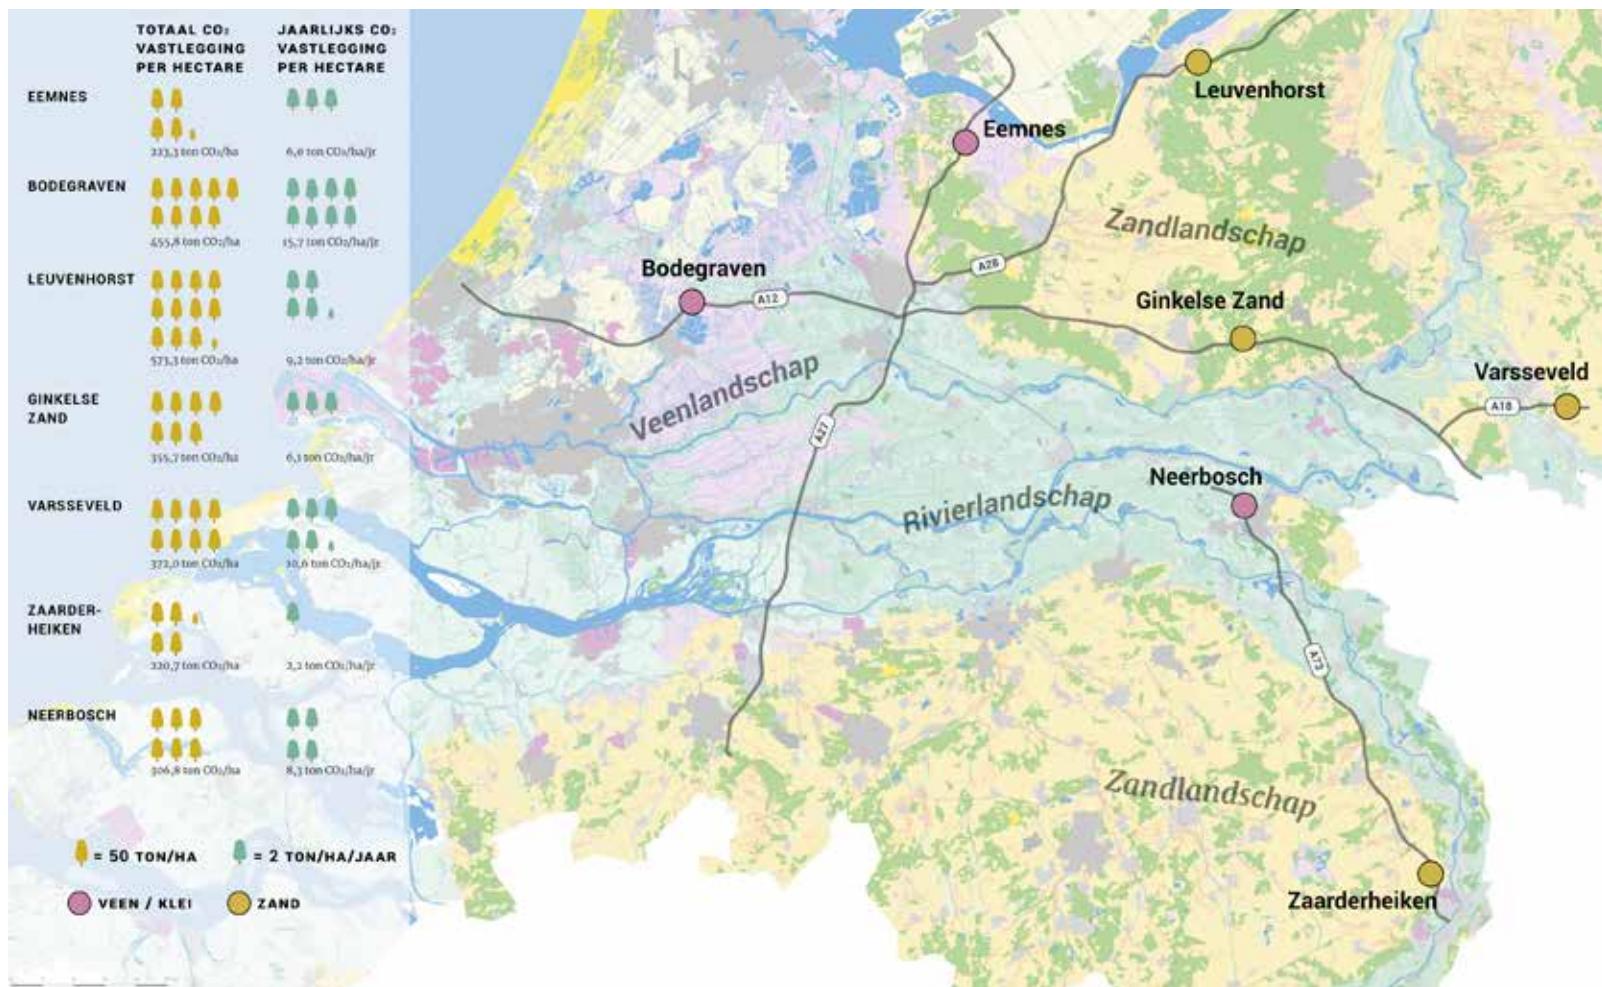 TOTAAL CO₂
VASTLEGGING
PER HECTARE
JAARLIJKS CO₂
VASTLEGGING
PER HECTARE
EEMNES
223,3 ton CO₂/ha
6,6 ton CO₂/ha/jr
BODEGRAVEN
455,8 ton CO₂/ha
15,7 ton CO₂/ha/jr
LEUVENHORST
573,3 ton CO₂/ha
9,2 ton CO₂/ha/jr
GINKELSE
ZAND
355,7 ton CO₂/ha
6,1 ton CO₂/ha/jr
VARSSEVELD
372,0 ton CO₂/ha
10,6 ton CO₂/ha/jr
ZAARDER-
HEIKEN
220,7 ton CO₂/ha
2,2 ton CO₂/ha/jr
NEERBOSCH
306,8 ton CO₂/ha
8,3 ton CO₂/ha/jr
= 50 TON/HA
= 2 TON/HA/JAAR
VEEN / KLEI
ZAND
Leuvenhorst
Eemnes
Zandlandschap
Bodegraven
A28
A12
Ginkelse Zand
Varsseveld
Veenlandschap
A18
A27
Neerbosch
Rivierlandschap
A73
Zandlandschap
Zaarderheiken